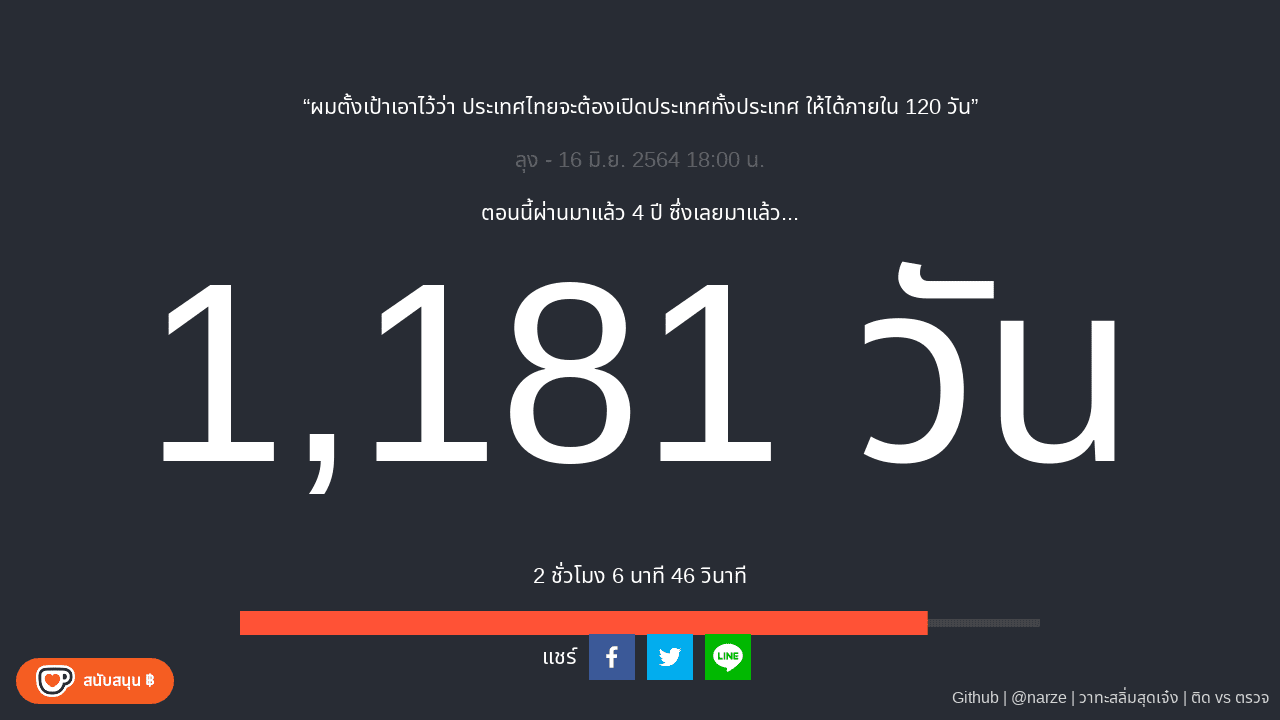 “ผมตั้งเป้าเอาไว้ว่า ประเทศไทยจะต้องเปิดประเทศทั้งประเทศ ให้ได้ภายใน 120 วัน”
ลุง - 16 มิ.ย. 2564 18:00 น.
ตอนนี้ผ่านมาแล้ว 4 ปี ซึ่งเลยมาแล้ว...
1,181 วัน
2 ชั่วโมง 6 นาที 46 วินาที
แชร์
LINE
สนับสนุน ฿
Github | @narze | วาทะสลิ่มสุดเจ๋ง | ติด vs ตรวจ